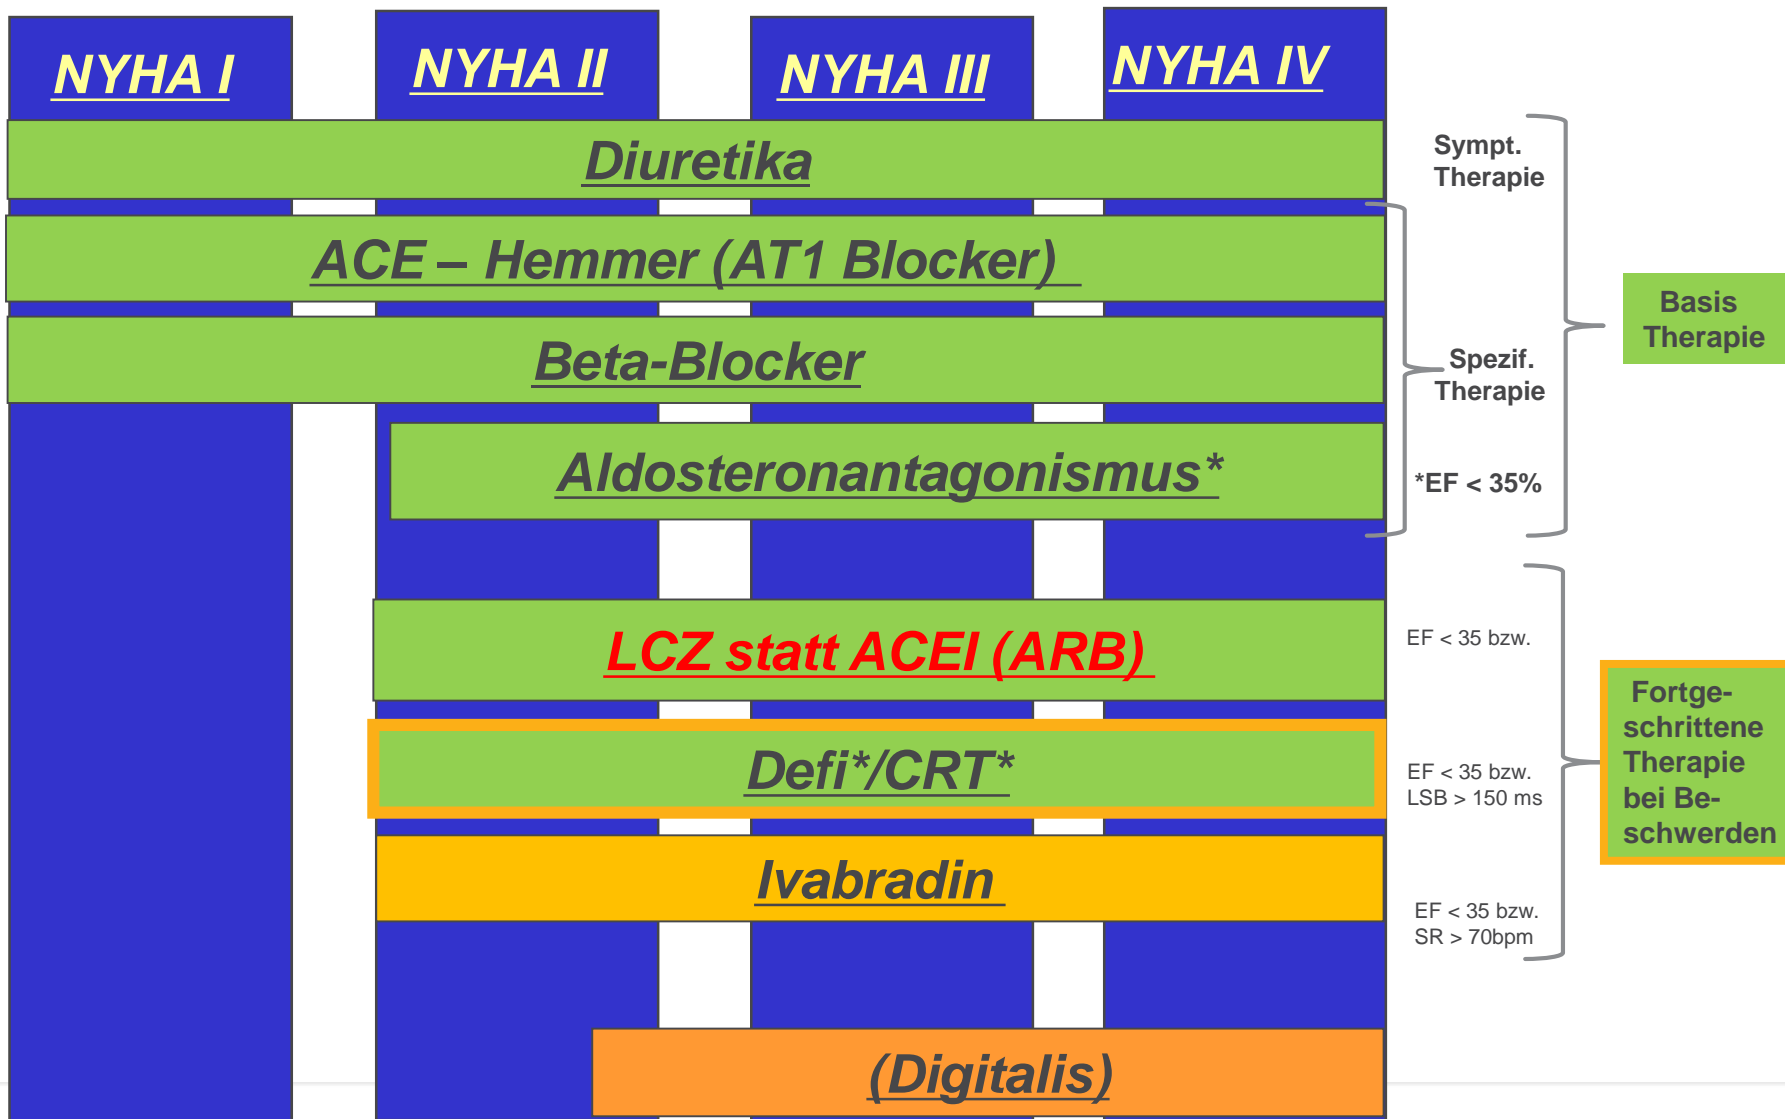 NYHA I
NYHA II
NYHA III
NYHA IV
Diuretika
Sympt.
Therapie
ACE – Hemmer (AT1 Blocker)
Basis
Therapie
Beta-Blocker
Spezif.
Therapie
Aldosteronantagonismus*
*EF < 35%
LCZ statt ACEI (ARB)
EF < 35 bzw.
Fortge-
schrittene
Therapie
bei Be-
schwerden
Defi*/CRT*
EF < 35 bzw.
LSB > 150 ms
Ivabradin
EF < 35 bzw.
SR > 70bpm
(Digitalis)